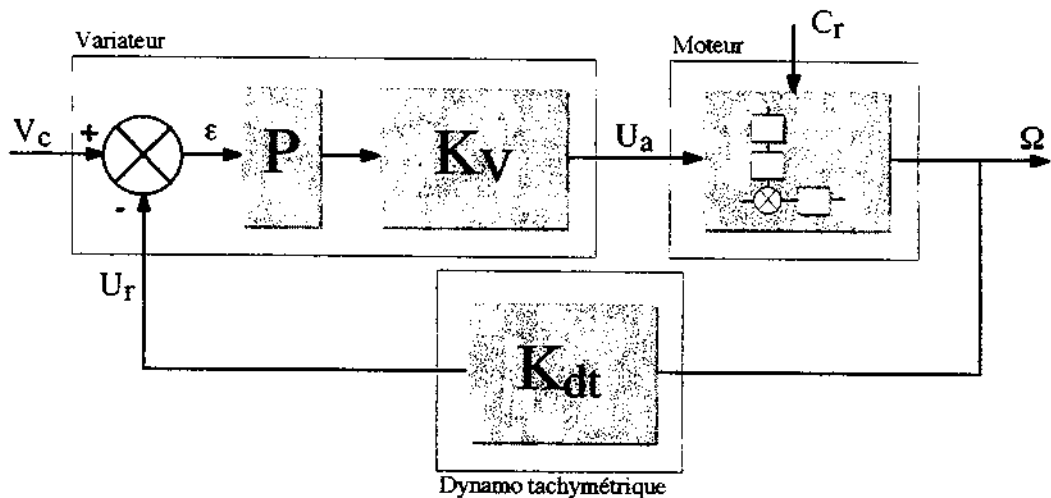 Variateur
Moteur
Cr
Vc
+
ε
P
Kv
Ua
Ω
-
Ur
Kdt
Dynamo tachymétrique